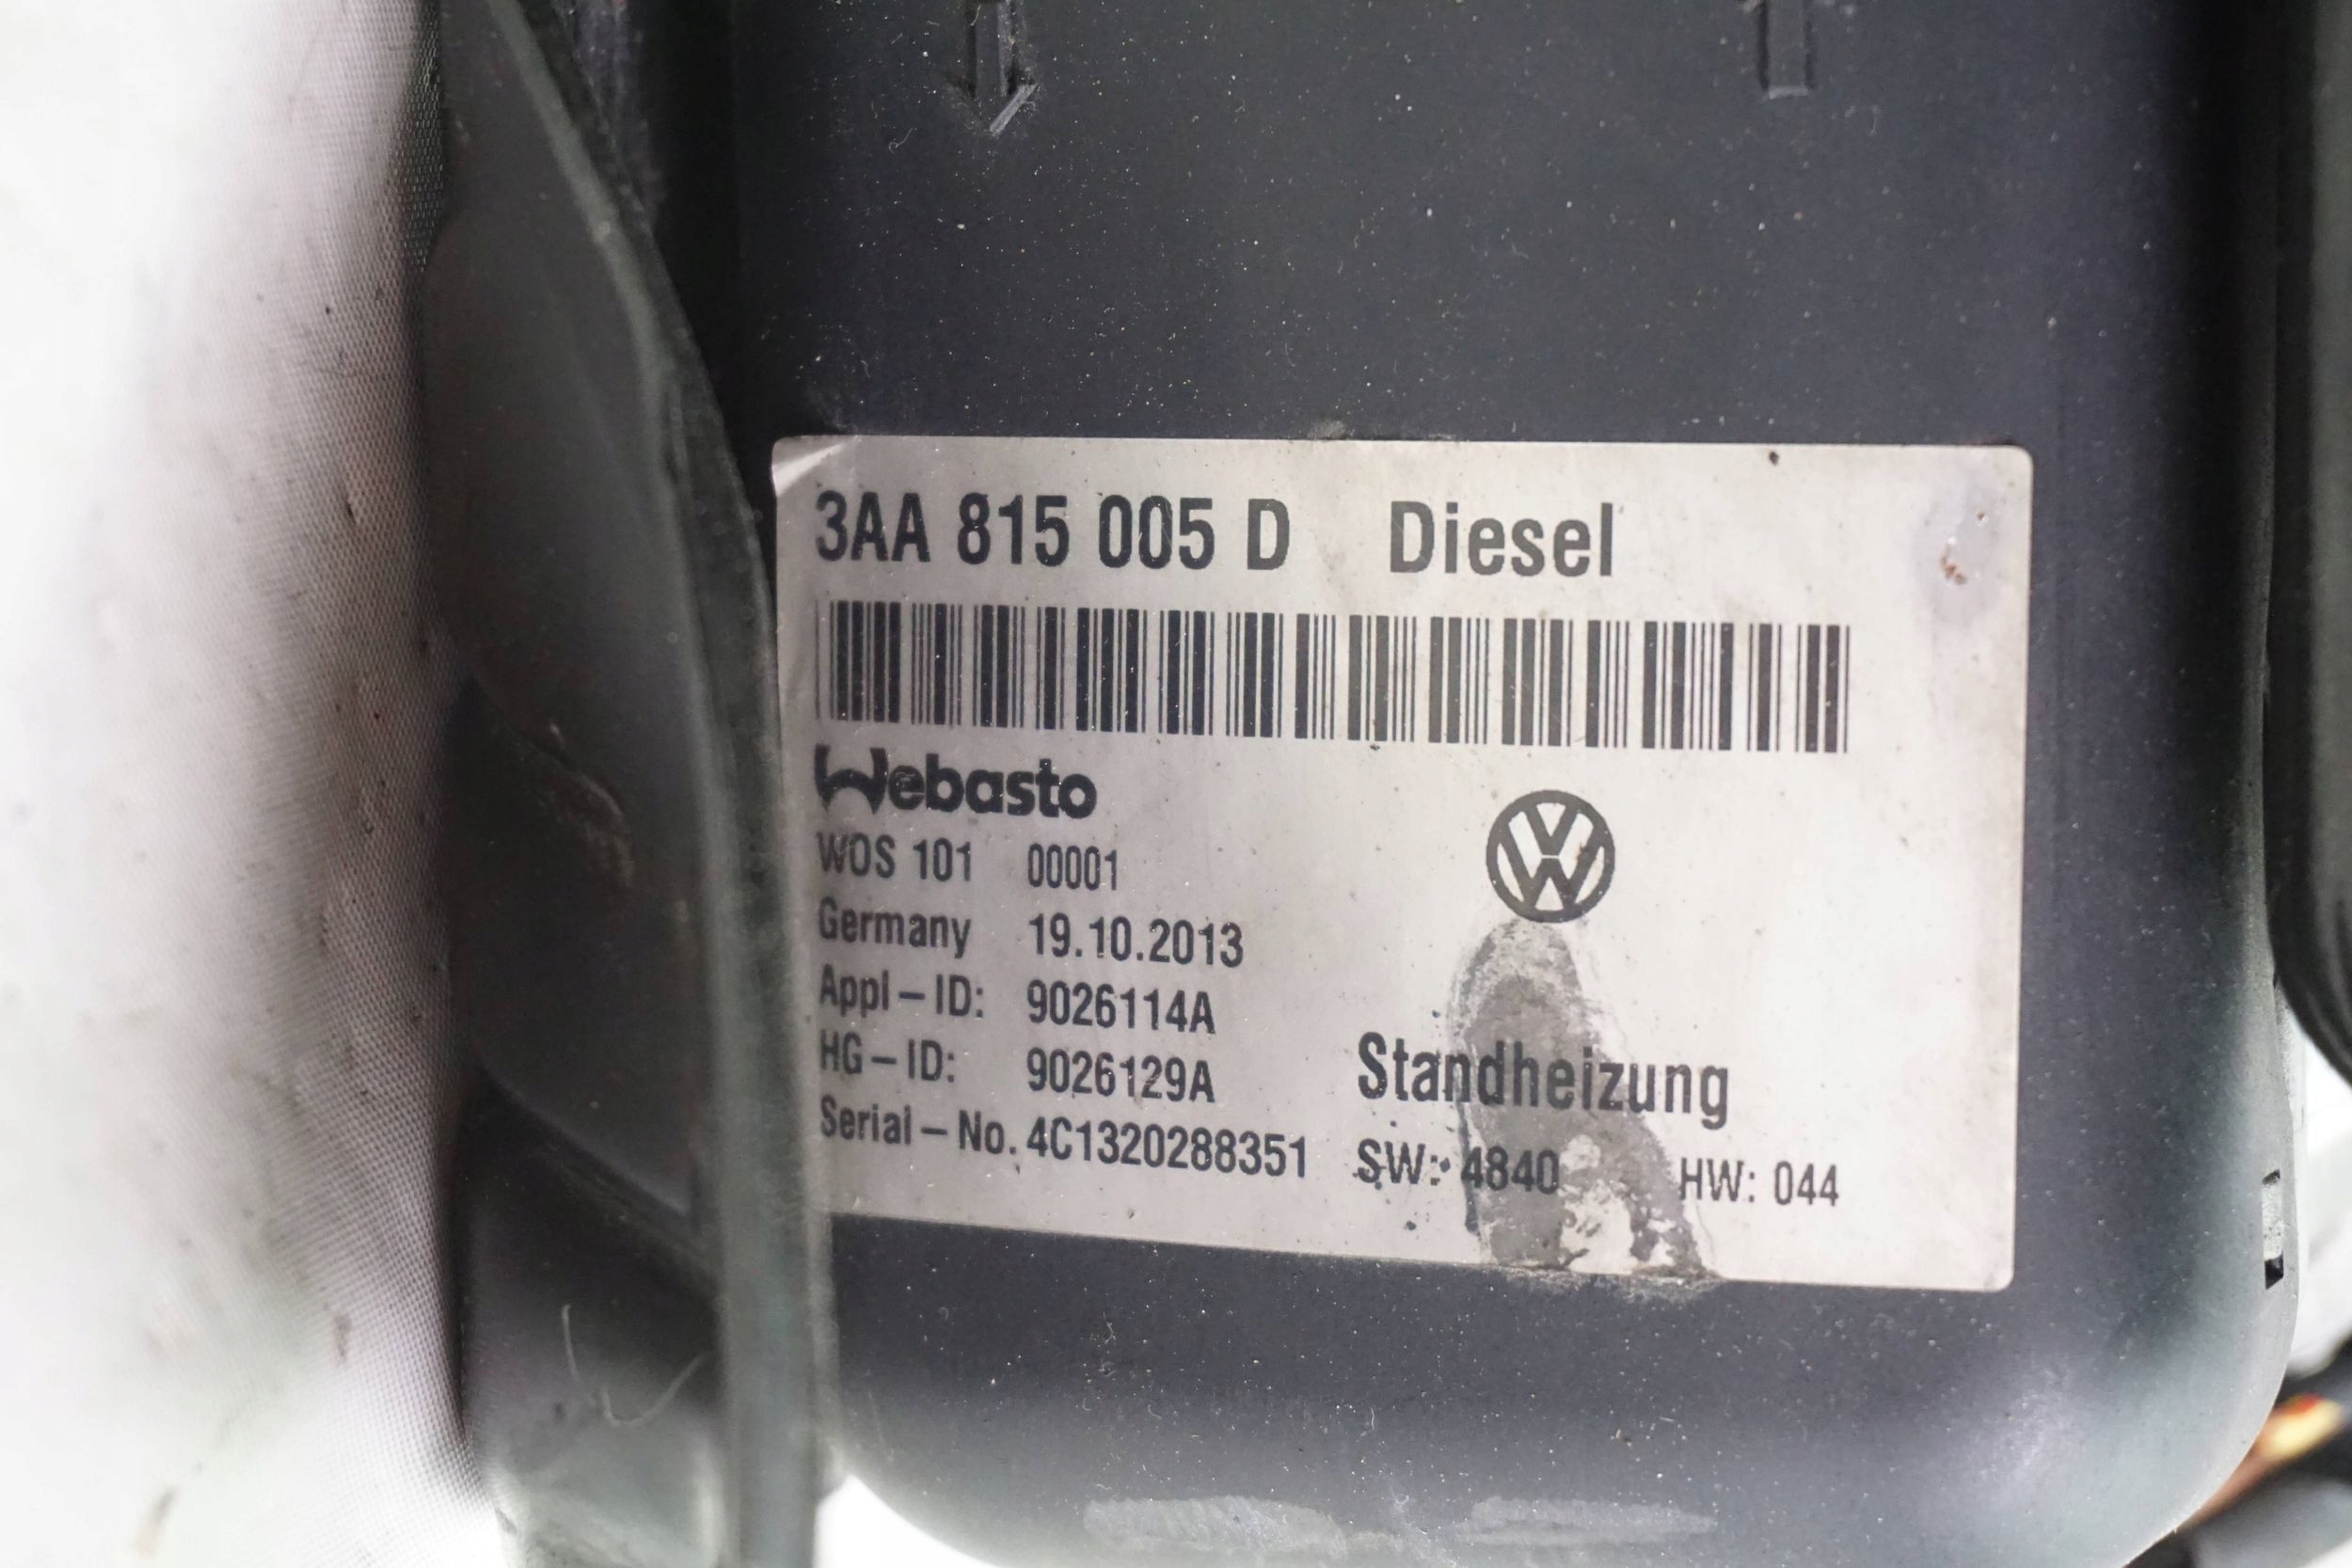 3AA 815 005 D Diesel
Webasto
WOS 101 00001
Germany 19.10.2013
Appl-ID: 9026114A
HG-ID: 9026129A
Standheizung
Serial-No. 4C1320288351 SW: 4840 HW: 044